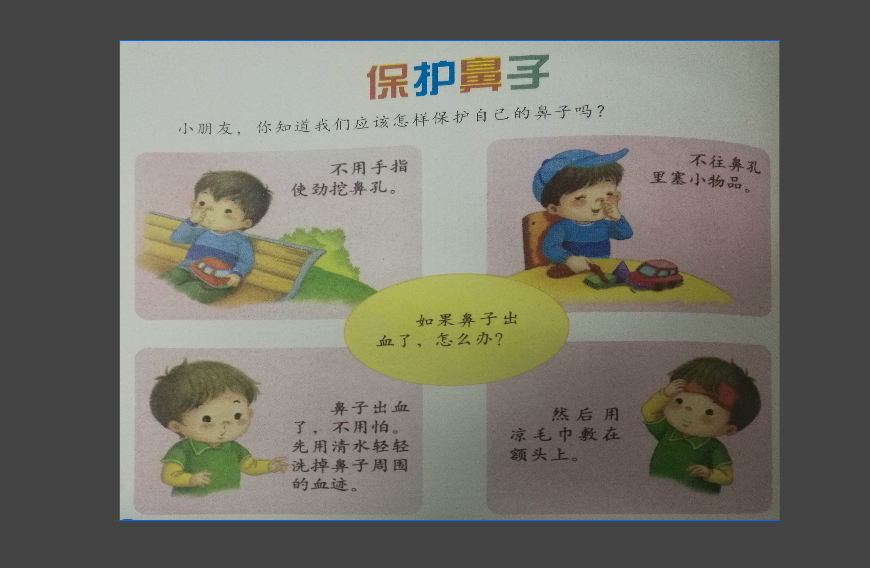 保护鼻子
小朋友，你知道我们应该怎样保护自己的鼻子吗？
不用手指
使劲挖鼻孔。
不往鼻孔
里塞小物品。
如果鼻子出
血了，怎么办？
鼻子出血
了，不用怕。
先用清水轻轻
洗掉鼻子周围
的血迹。
然后用
凉毛巾敷在
额头上。